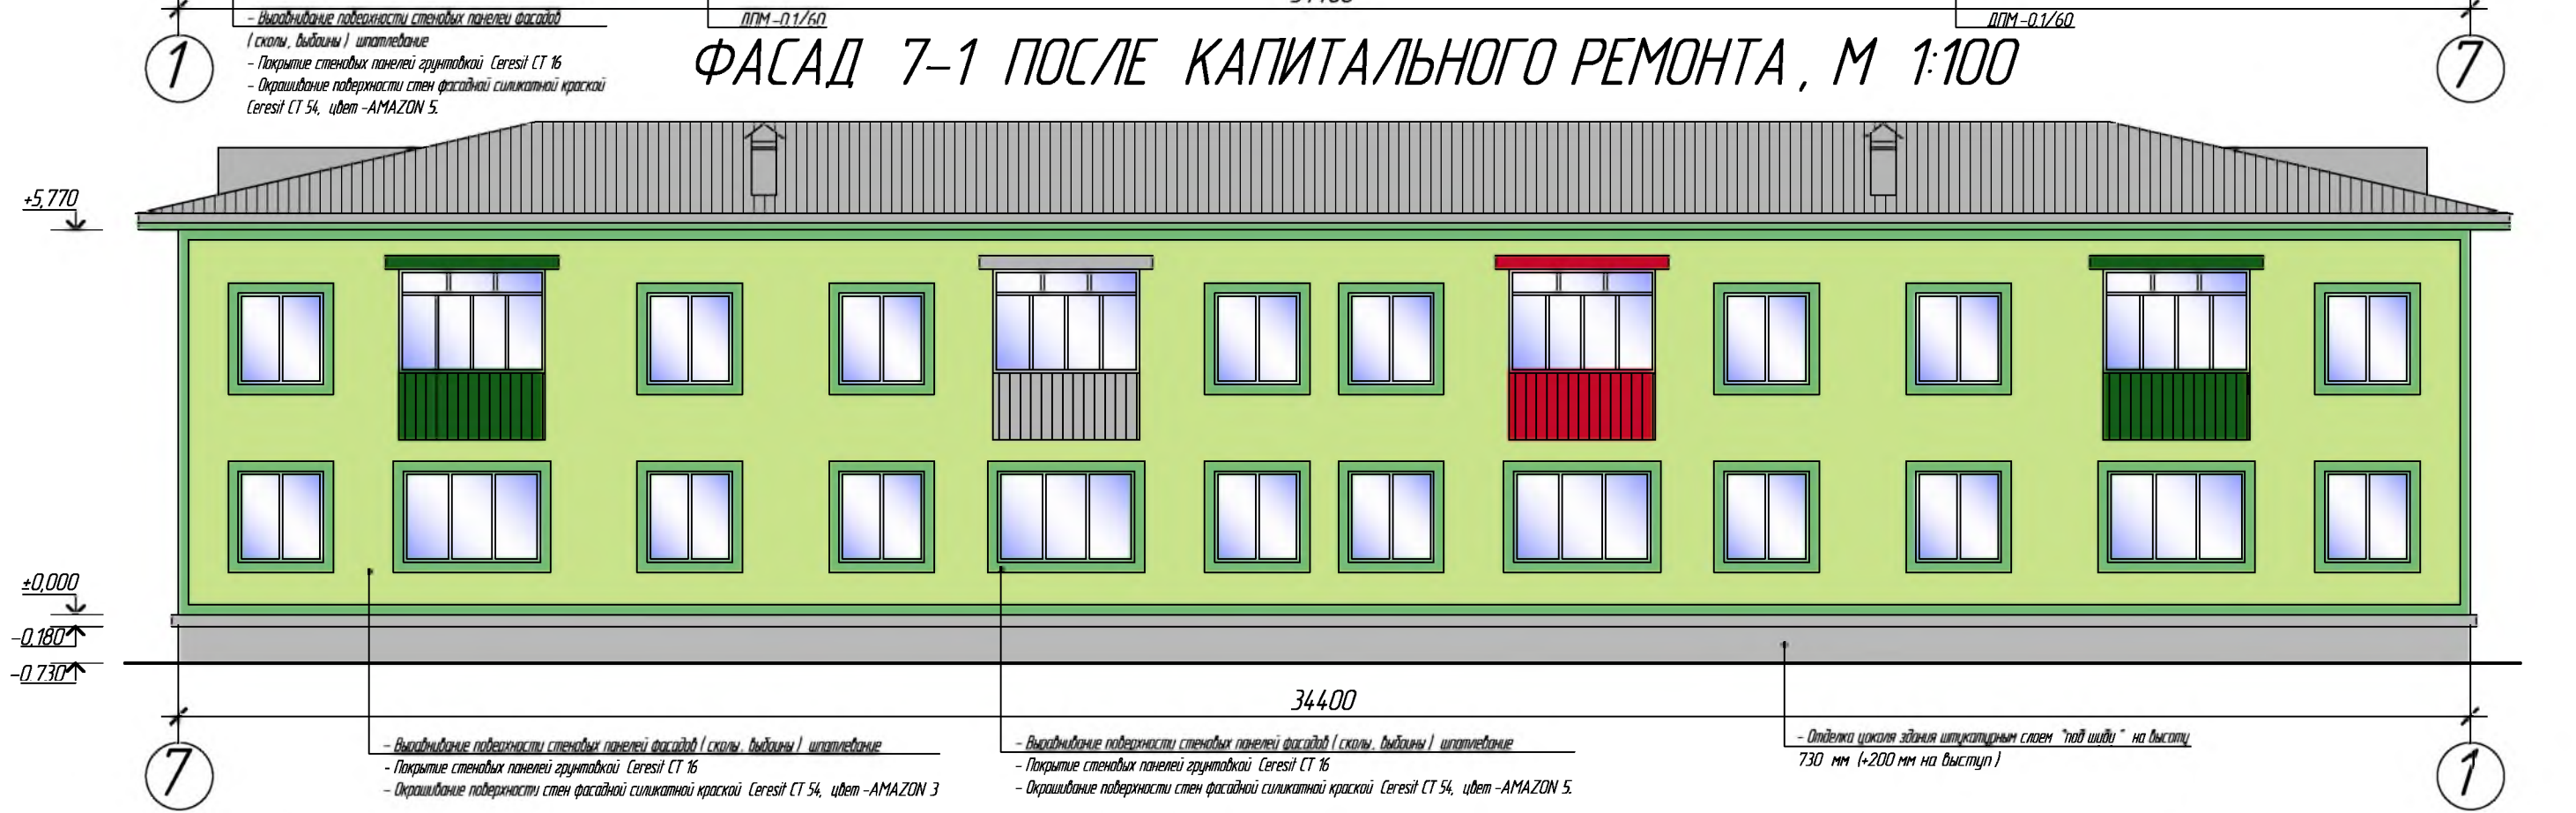 34400
- Выравнивание поверхности стеновых панелей фасадов
( сколы, выбоины ) шпатлевание
- Покрытие стеновых панелей грунтовкой Ceresit CT 16
- Окрашивание поверхности стен фасадной силикатной краской
Ceresit CT 54, цвет -AMAZON 5.
ДПМ-0.1/60
ДПМ-0.1/60
1
7
ФАСАД 7-1 ПОСЛЕ КАПИТАЛЬНОГО РЕМОНТА, М 1:100
+5,770
±0,000
-0.180
-0.730
34400
7
1
- Выравнивание поверхности стеновых панелей фасадов ( сколы, выбоины ) шпатлевание
- Покрытие стеновых панелей грунтовкой Ceresit CT 16
- Окрашивание поверхности стен фасадной силикатной краской Ceresit CT 54, цвет -AMAZON 3
- Выравнивание поверхности стеновых панелей фасадов ( сколы, выбоины ) шпатлевание
- Покрытие стеновых панелей грунтовкой Ceresit CT 16
- Окрашивание поверхности стен фасадной силикатной краской Ceresit CT 54, цвет -AMAZON 5.
- Отделка цоколя здания штукатурным слоем "под шубу" на высоту
730 мм (+200 мм на выступ)